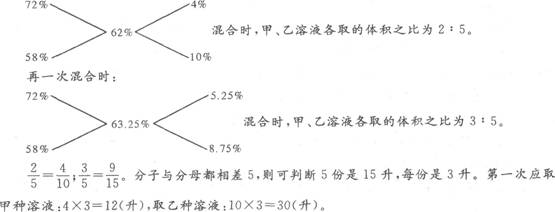 72% 4%
62% 混合时,甲、乙溶液各取的体积之比为 2∶5。
58% 10%
再一次混合时:
72% 5.25%
63.25% 混合时,甲、乙溶液各取的体积之比为 3∶5。
58% 8.75%
2/5=4/10;3/5=9/15。分子与分母都相差 5,则可判断 5 份是 15 升,每份是 3 升。第一次应取
甲种溶液:4×3=12(升),取乙种溶液:10×3=30(升)。